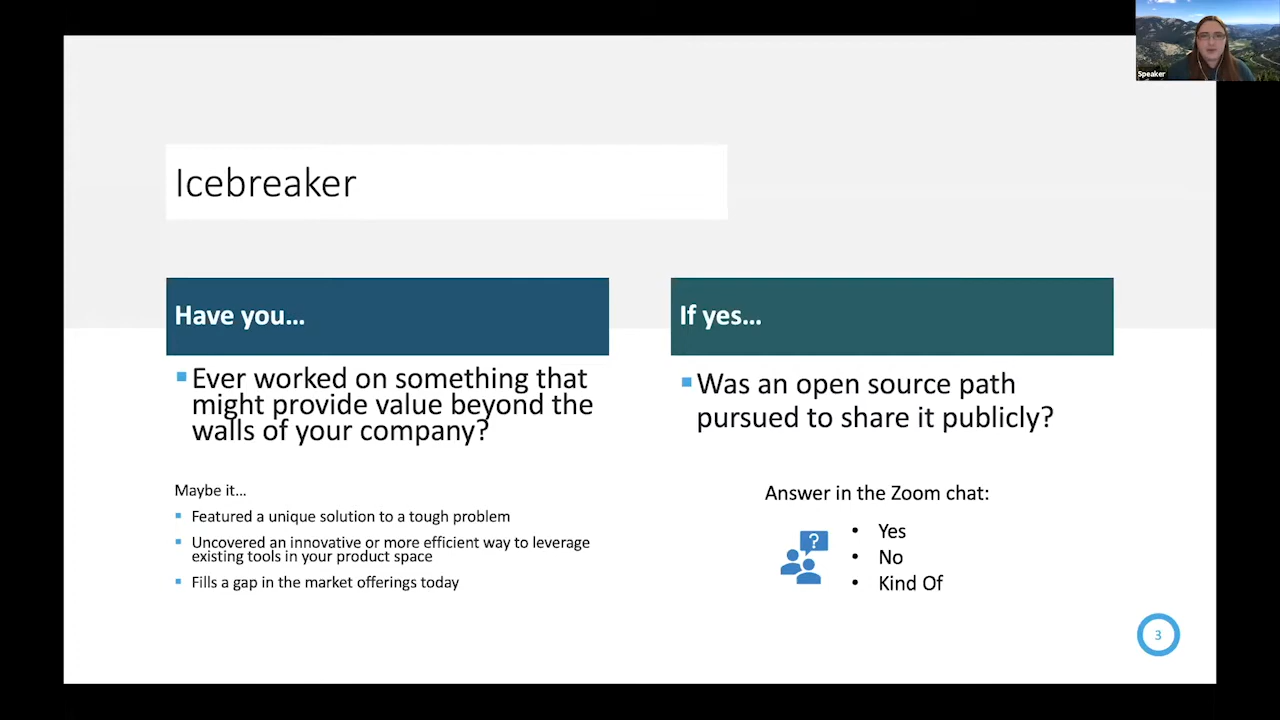 Speaker
Icebreaker
Have you...
Ever worked on something that
might provide value beyond the
walls of your company?
Maybe it...
Featured a unique solution to a tough problem
Uncovered an innovative or more efficient way to leverage
existing tools in your product space
Fills a gap in the market offerings today
If yes...
Was an open source path
pursued to share it publicly?
Answer in the Zoom chat:
?
• Yes
• No
• Kind Of
3